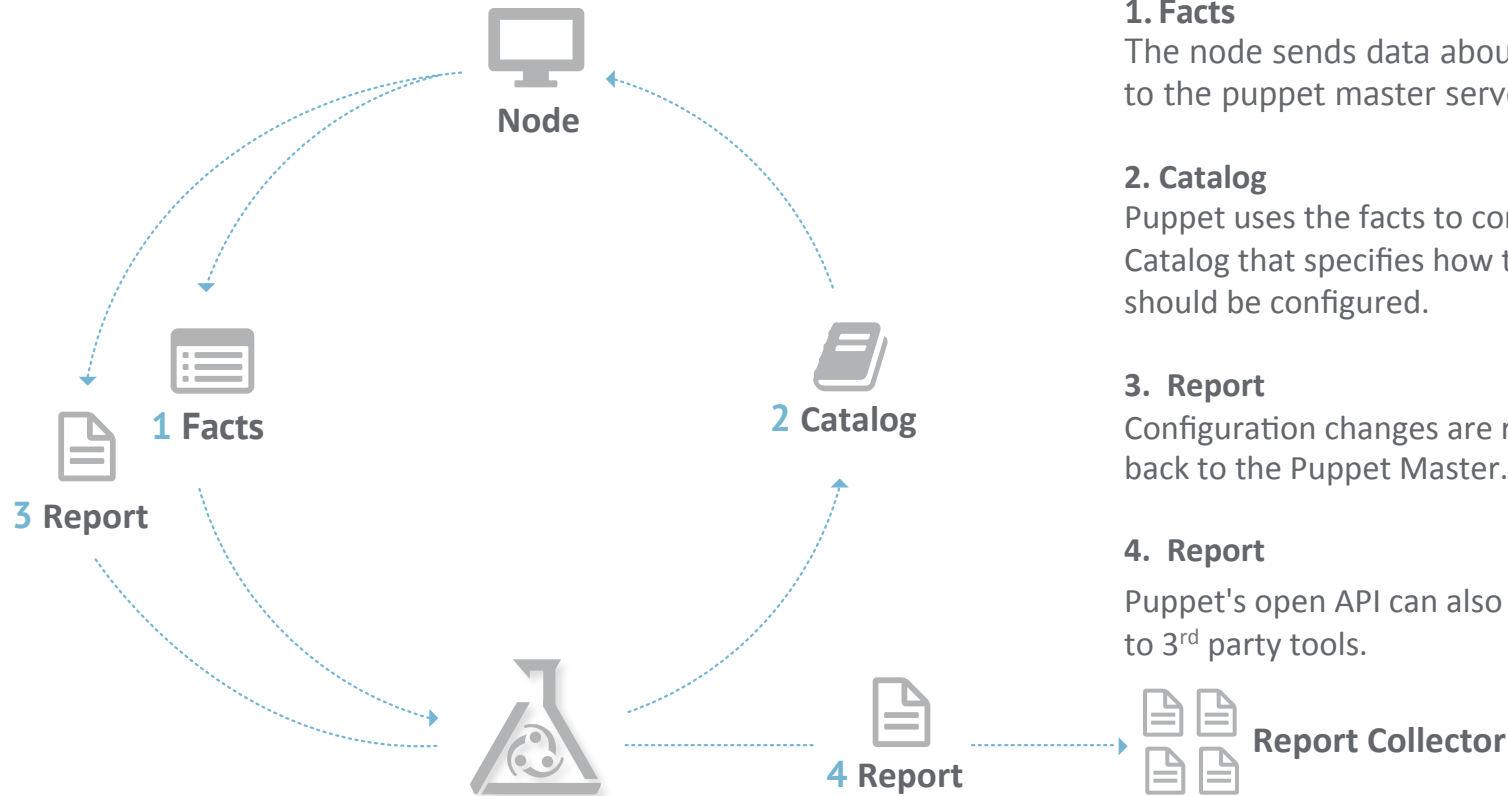 Node
1 Facts
2 Catalog
3 Report
4 Report
Report Collector
1. Facts
The node sends data abou
to the puppet master serv
2. Catalog
Puppet uses the facts to
Catalog that specifies how
should be configured.
3. Report
Configuration changes are
back to the Puppet Master.
4. Report
Puppet's open API can also
to 3rd party tools.